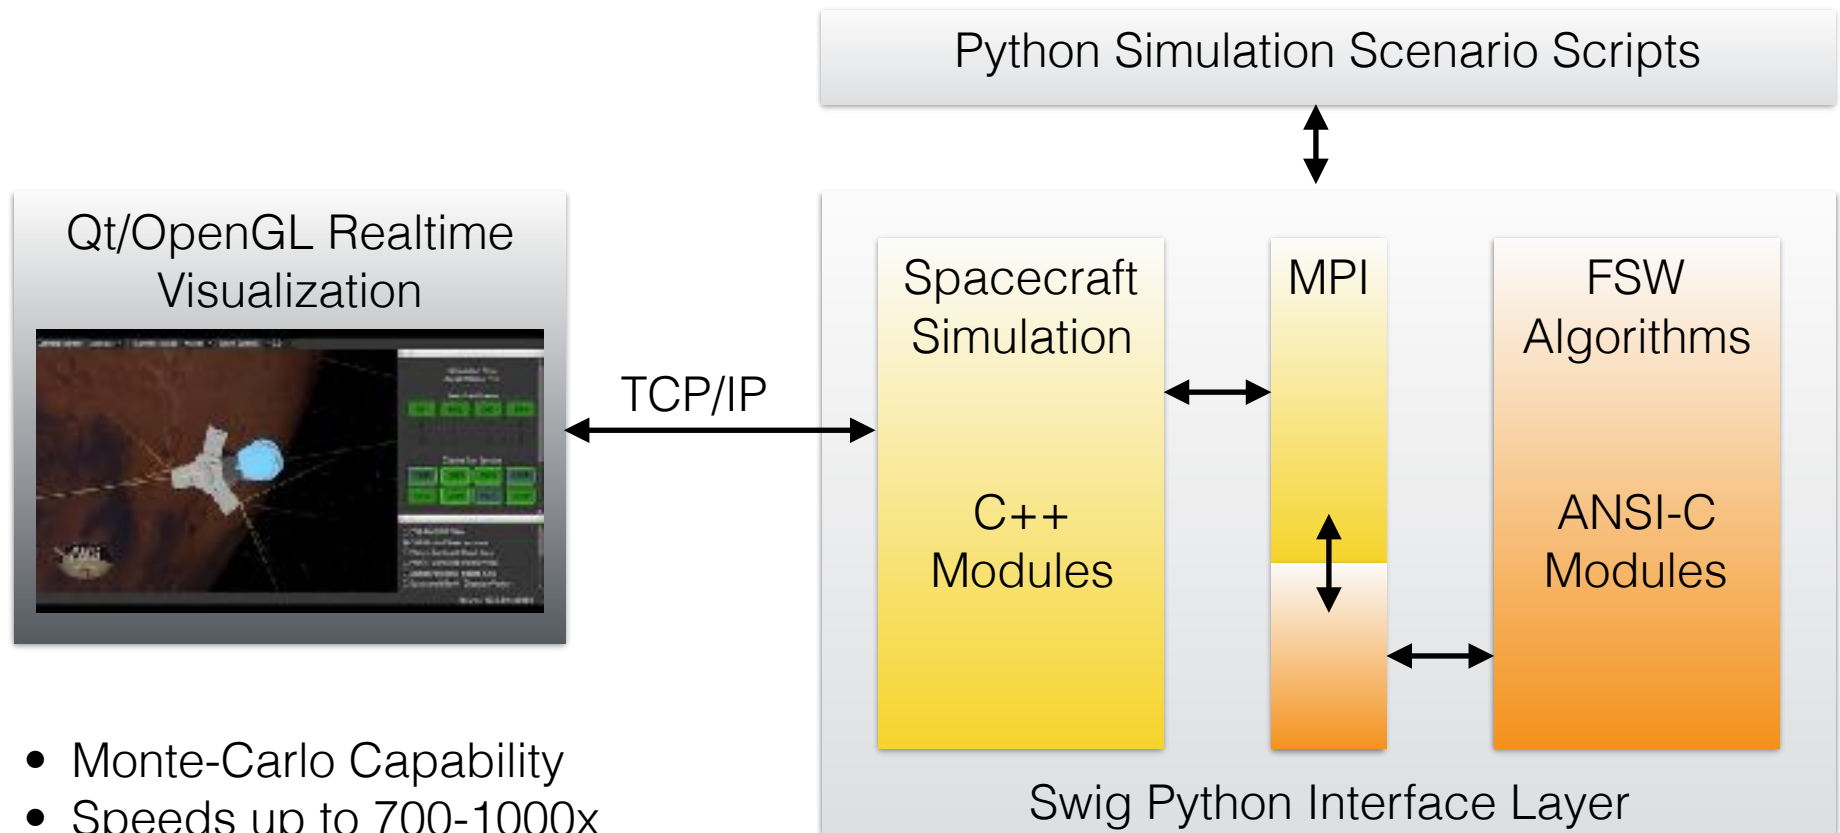 Python Simulation Scenario Scripts
Qt/OpenGL Realtime
Visualization
TCP/IP
Spacecraft
Simulation
C++
Modules
MPI
FSW
Algorithms
ANSI-C
Modules
Swig Python Interface Layer
• Monte-Carlo Capability
• Speeds up to 700-1000x